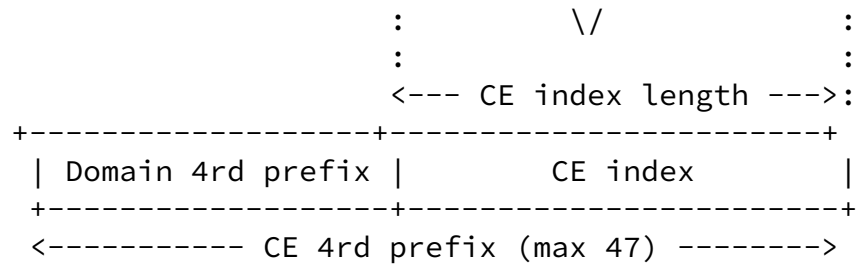 :        \/          :
                      :                    :
                      <--- CE index length --->:
+-------------------+------------------------+
 | Domain 4rd prefix |        CE index        |
 +-------------------+-------------------------+
 <----------- CE 4rd prefix (max 47) -------->